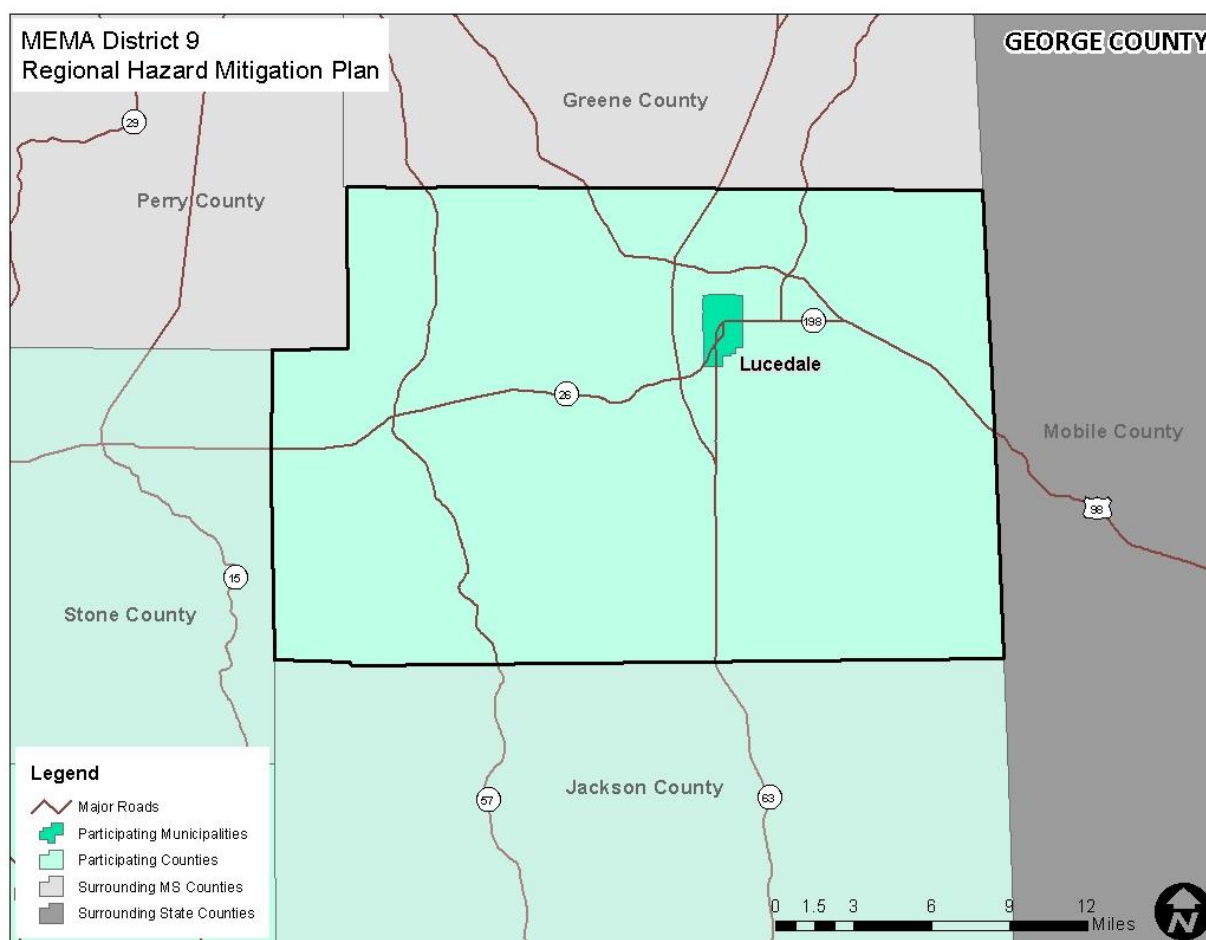 MEMA District 9
Regional Hazard Mitigation Plan
GEORGE COUNTY
Greene County
29
Perry County
198
Lucedale
26
Mobile County
98
15
Stone County
Jackson County
57
63
Legend
Major Roads
Participating Municipalities
Participating Counties
Surrounding MS Counties
Surrounding State Counties
0 1.5 3 6 9 12
Miles
N